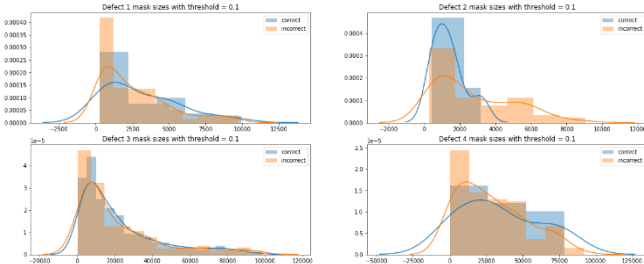 Defect 1 mask sizes with threshold = 0.1
0.00040
0.00035
0.00030
0.00025
0.00020
0.00015
0.00010
0.00005
0.00000
correct
incorrect
-2500 0 2500 5000 7500 10000 12500
Defect 2 mask sizes with threshold = 0.1
0.0004
0.0003
0.0002
0.0001
0.0000
correct
incorrect
-2000 0 2000 4000 6000 8000 10000 12000
Defect 3 mask sizes with threshold = 0.1
1e-5
4
3
2
1
0
correct
incorrect
-20000 0 20000 40000 60000 80000 100000 120000
Defect 4 mask sizes with threshold = 0.1
1e-5
2.5
2.0
1.5
1.0
0.5
0.0
correct
incorrect
-50000 -25000 0 25000 50000 75000 100000 125000